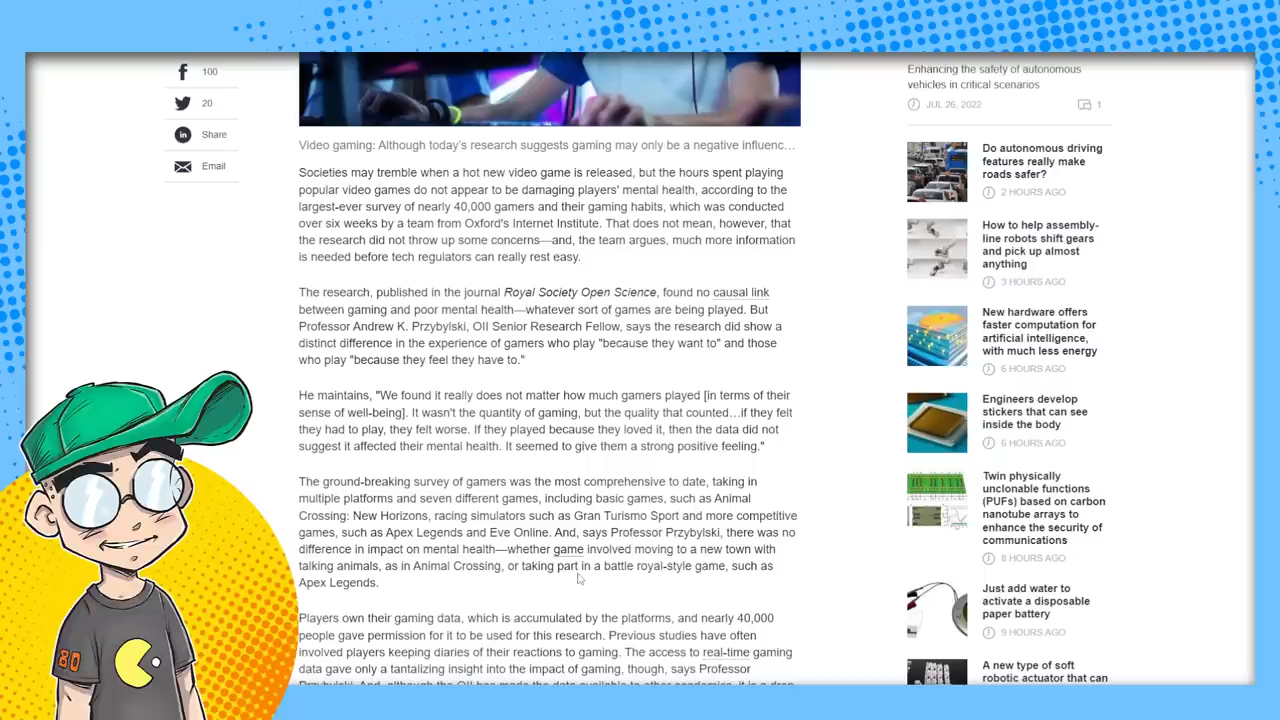 100
20
Share
Email
Video gaming: Although today's research suggests gaming may only be a negative influenc…
Societies may tremble when a hot new video game is released, but the hours spent playing
popular video games do not appear to be damaging players' mental health, according to the
largest-ever survey of nearly 40,000 gamers and their gaming habits, which was conducted
over six weeks by a team from Oxford's Internet Institute. That does not mean, however, that
the research did not throw up some concerns—and, the team argues, much more information
is needed before tech regulators can really rest easy.
The research, published in the journal Royal Society Open Science, found no causal link
between gaming and poor mental health—whatever sort of games are being played. But
Professor Andrew K. Przybylski, OII Senior Research Fellow, says the research did show a
distinct difference in the experience of gamers who play "because they want to" and those
who play "because they feel they have to."
He maintains, "We found it really does not matter how much gamers played [in terms of their
sense of well-being]. It wasn't the quantity of gaming, but the quality that counted…if they felt
they had to play, they felt worse. If they played because they loved it, then the data did not
suggest it affected their mental health. It seemed to give them a strong positive feeling."
The ground-breaking survey of gamers was the most comprehensive to date, taking in
multiple platforms and seven different games, including basic games, such as Animal
Crossing: New Horizons, racing simulators such as Gran Turismo Sport and more competitive
games, such as Apex Legends and Eve Online. And, says Professor Przybylski, there was no
difference in impact on mental health—whether game involved moving to a new town with
talking animals, as in Animal Crossing, or taking part in a battle royal-style game, such as
Apex Legends.
Players own their gaming data, which is accumulated by the platforms, and nearly 40,000
people gave permission for it to be used for this research. Previous studies have often
involved players keeping diaries of their reactions to gaming. The access to real-time gaming
data gave only a tantalizing insight into the impact of gaming, though, says Professor
Przybylski. And, although the OII has made the data available to other academics, it is a drop
Enhancing the safety of autonomous
vehicles in critical scenarios
JUL 26, 2022
1
Do autonomous driving
features really make
roads safer?
2 HOURS AGO
How to help assembly-
line robots shift gears
and pick up almost
anything
3 HOURS AGO
New hardware offers
faster computation for
artificial intelligence,
with much less energy
6 HOURS AGO
Engineers develop
stickers that can see
inside the body
6 HOURS AGO
Twin physically
unclonable functions
(PUFs) based on carbon
nanotube arrays to
enhance the security of
communications
8 HOURS AGO
Just add water to
activate a disposable
paper battery
9 HOURS AGO
A new type of soft
robotic actuator that can
80